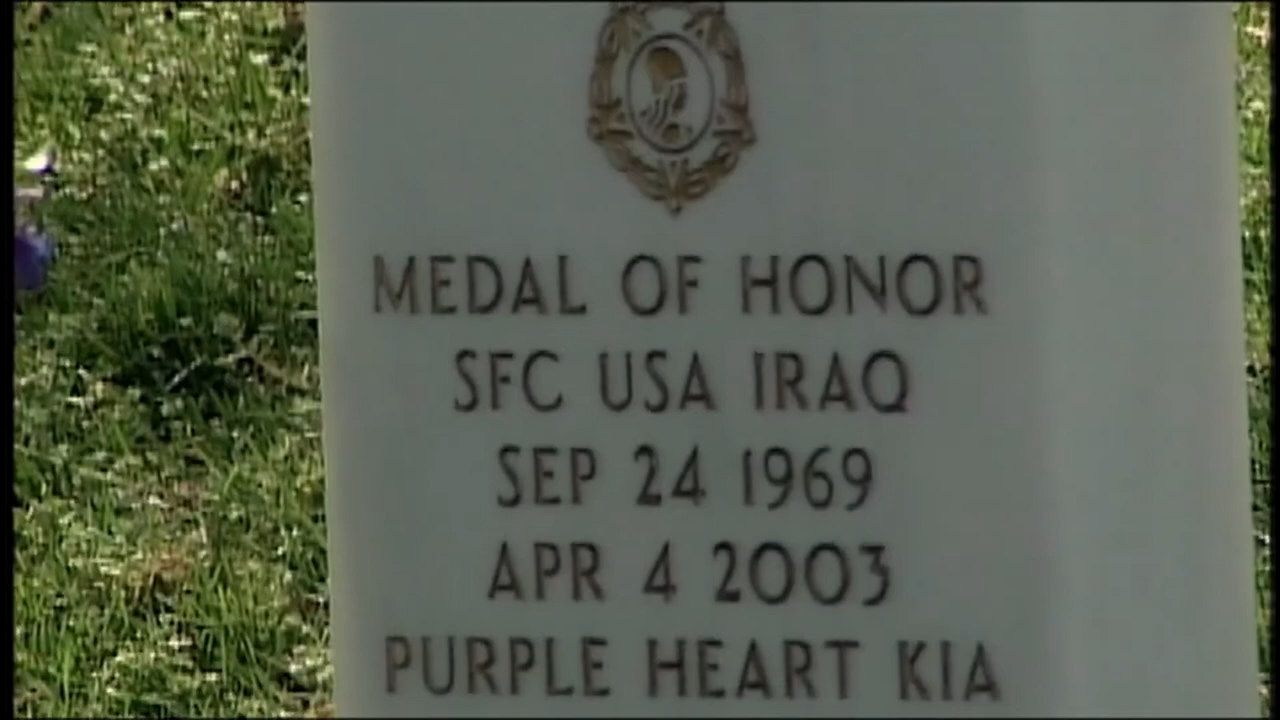 MEDAL OF HONOR
SFC USA IRAQ
SEP 24 1969
APR 4 2003
PURPLE HEART KIA